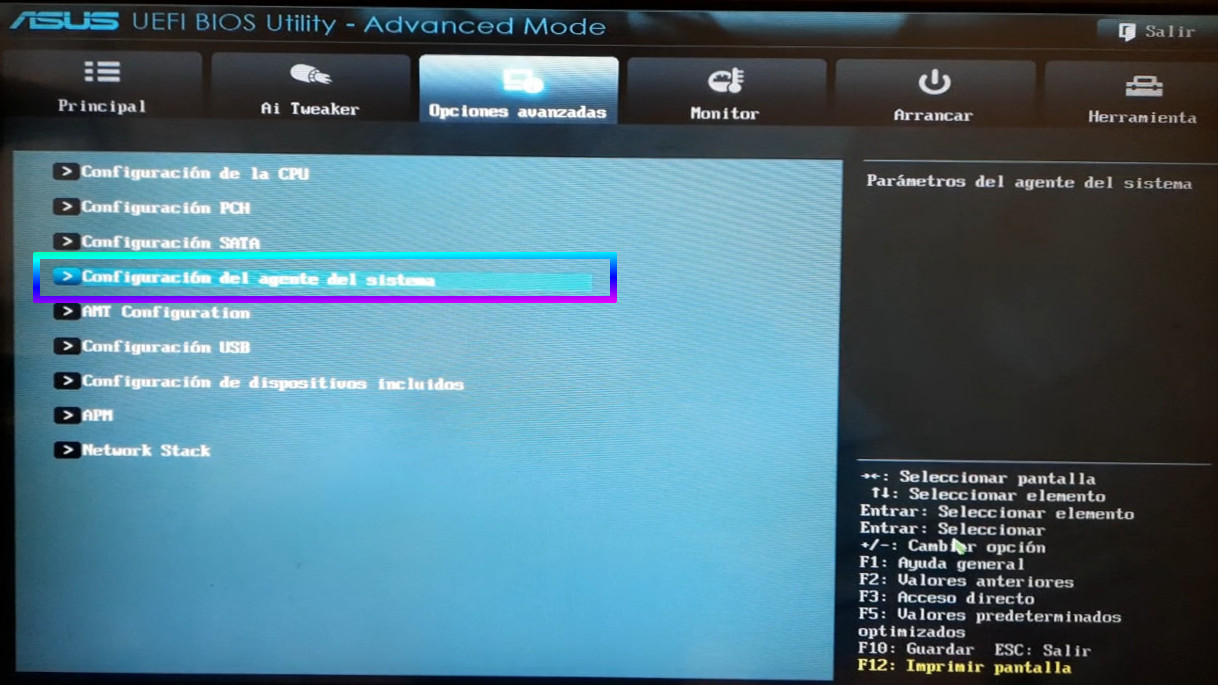 ASUS UEFI BIOS Utility - Advanced Mode
Salir
Principal
Ai Tweaker
Opciones avanzadas
Monitor
Arrancar
Herramienta
> Configuración de la CPU
> Configuración PCH
> Configuración SATA
> Configuración del agente del sistema
> AMT Configuration
> Configuración USB
> Configuración de dispositivos incluidos
> APM
> Network Stack
Parámetros del agente del sistema
→←: Seleccionar pantalla
↑↓: Seleccionar elemento
Entrar: Seleccionar elemento
Entrar: Seleccionar
+/-: Cambiar opción
F1: Ayuda general
F2: Valores anteriores
F3: Acceso directo
F5: Valores predeterminados
optimizados
F10: Guardar ESC: Salir
F12: Imprimir pantalla